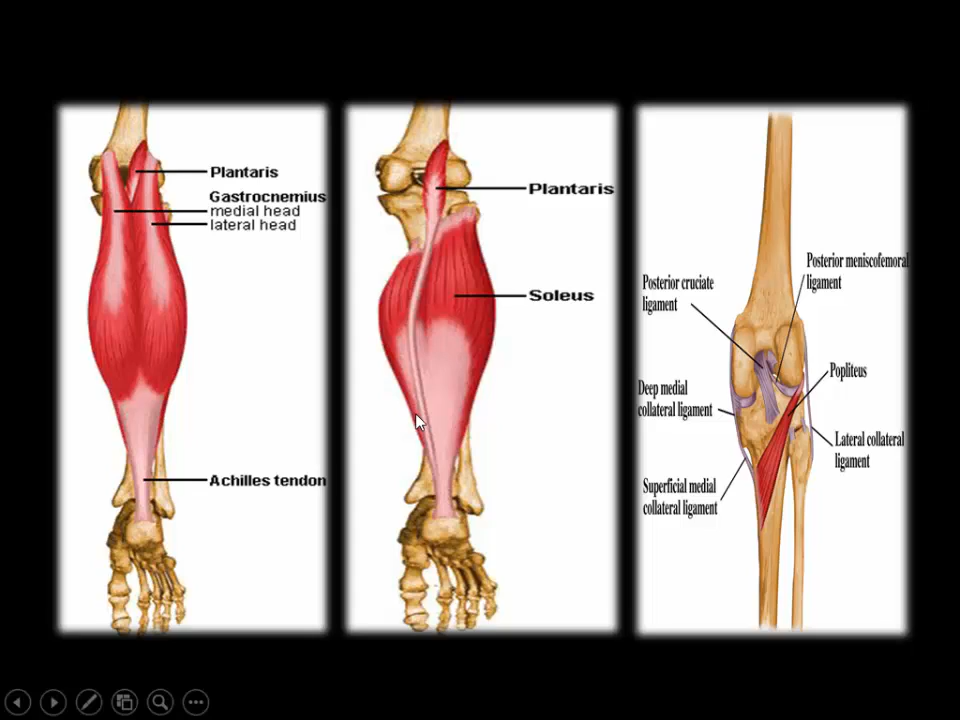 Plantaris
Gastrocnemius
medial head
lateral head
Achilles tendon
Plantaris
Soleus
Posterior meniscofemoral
ligament
Posterior cruciate
ligament
Popliteus
Deep medial
collateral ligament
Lateral collateral
ligament
Superficial medial
collateral ligament